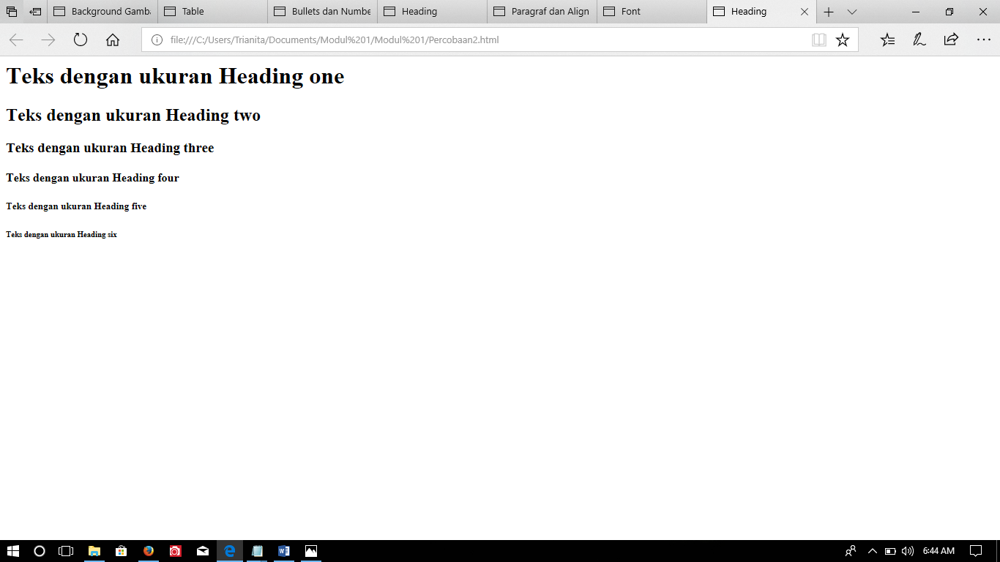 Background Gamb
Table
Bullets dan Numbe
Heading
Paragraf dan Align
Font
Heading
file:///C:/Users/Trianita/Documents/Modul%201/Modul%201/Percobaan2.html
Teks dengan ukuran Heading one
Teks dengan ukuran Heading two
Teks dengan ukuran Heading three
Teks dengan ukuran Heading four
Teks dengan ukuran Heading five
Teks dengan ukuran Heading six
6:44 AM